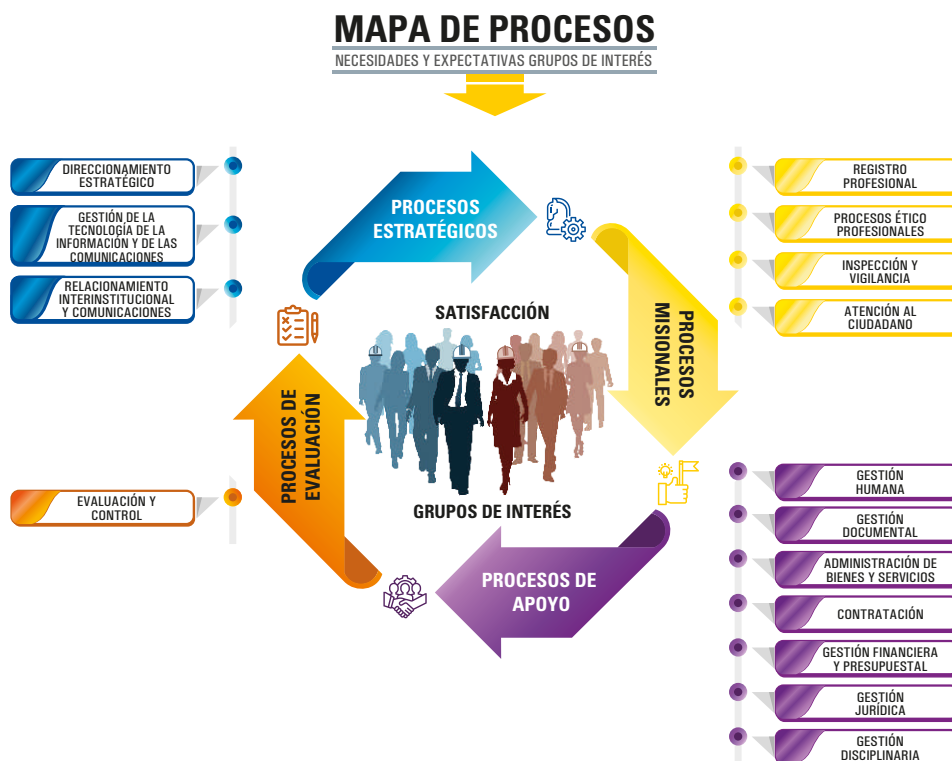 MAPA DE PROCESOS
NECESIDADES Y EXPECTATIVAS GRUPOS DE INTERÉS
DIRECCIONAMIENTO
ESTRATÉGICO
GESTIÓN DE LA
TECNOLOGÍA DE LA
INFORMACIÓN Y DE LAS
COMUNICACIONES
RELACIONAMIENTO
INTERINSTITUCIONAL
Y COMUNICACIONES
PROCESOS
ESTRATÉGICOS
REGISTRO
PROFESIONAL
PROCESOS ÉTICO
PROFESIONALES
INSPECCIÓN Y
VIGILANCIA
ATENCIÓN AL
CIUDADANO
PROCESOS
MISIONALES
SATISFACCIÓN
GRUPOS DE INTERÉS
PROCESOS DE
EVALUACIÓN
EVALUACIÓN Y
CONTROL
PROCESOS DE
APOYO
GESTIÓN
HUMANA
GESTIÓN
DOCUMENTAL
ADMINISTRACIÓN DE
BIENES Y SERVICIOS
CONTRATACIÓN
GESTIÓN FINANCIERA
Y PRESUPUESTAL
GESTIÓN
JURÍDICA
GESTIÓN
DISCIPLINARIA